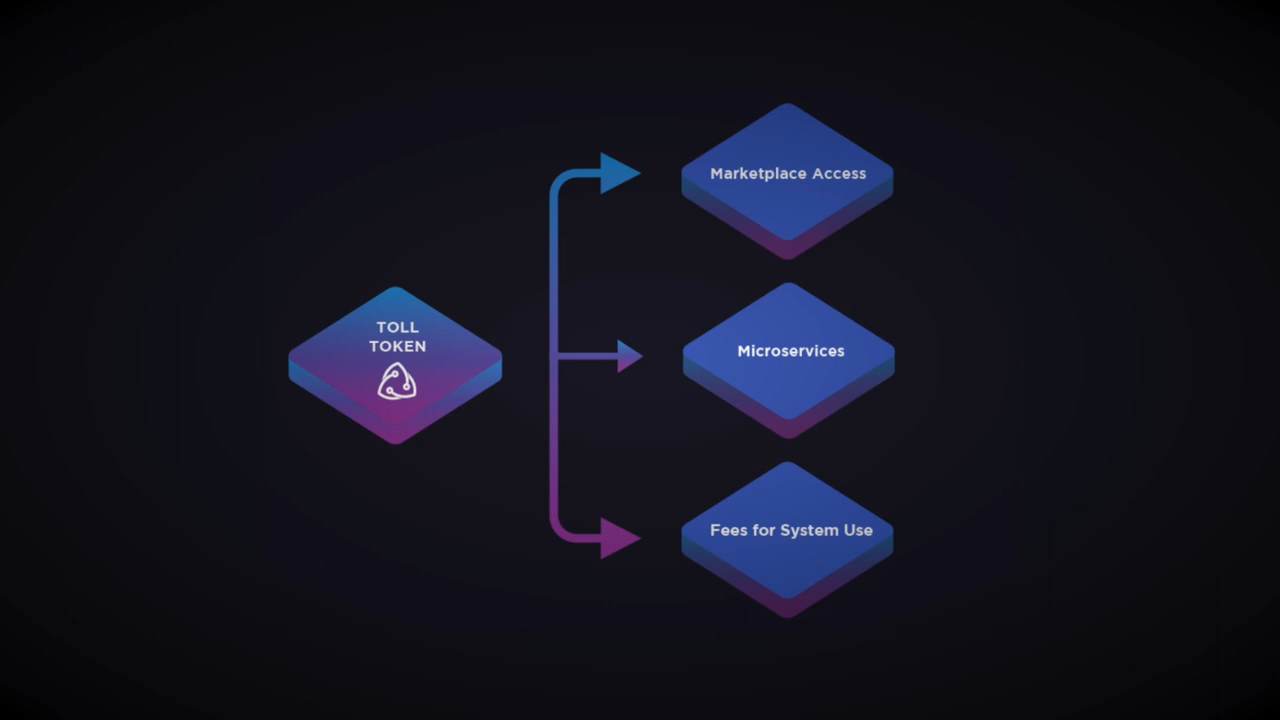 Marketplace Access
TOLL
TOKEN
Microservices
Fees for System Use